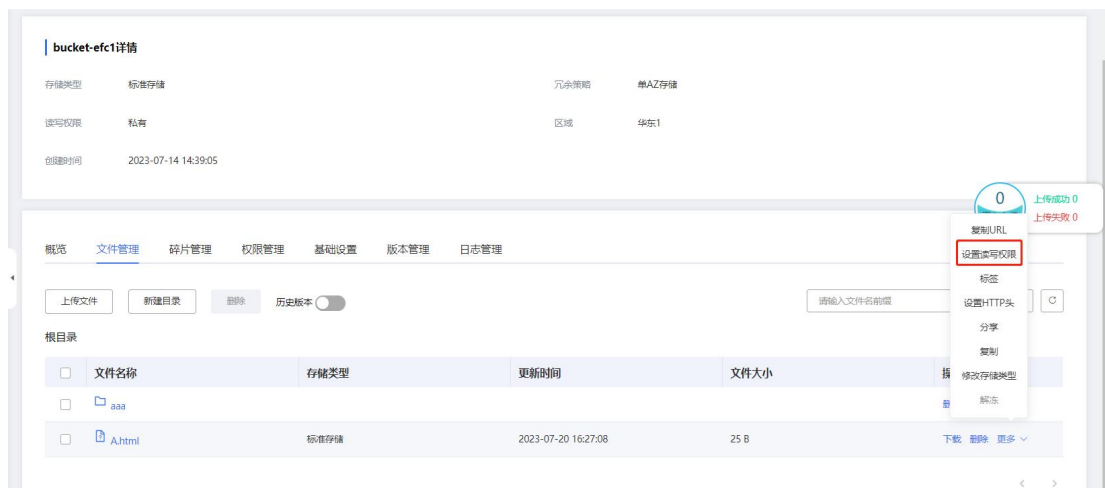 bucket-efc1详情
存储类型 标准存储 冗余策略 单AZ存储
读写权限 私有 区域 华东1
创建时间 2023-07-14 14:39:05
0 上传成功 0
上传失败 0
复制URL
概览 文件管理 碎片管理 权限管理 基础设置 版本管理 日志管理
设置读写权限
标签
上传文件 新建目录 删除 历史版本 请输入文件名前缀 设置HTTP头
分享
根目录
复制
文件名称 存储类型 更新时间 文件大小
修改存储类型
解冻
aaa
A.html 标准存储 2023-07-20 16:27:08 25 B 下载 删除 更多